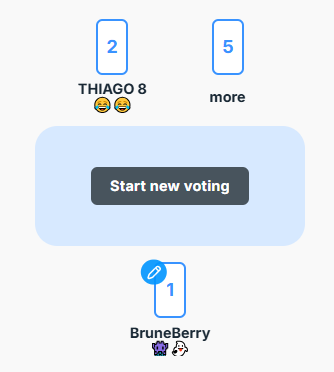 2
5
THIAGO 8
😂😂
more
Start new voting
1
BruneBerry
👾👻